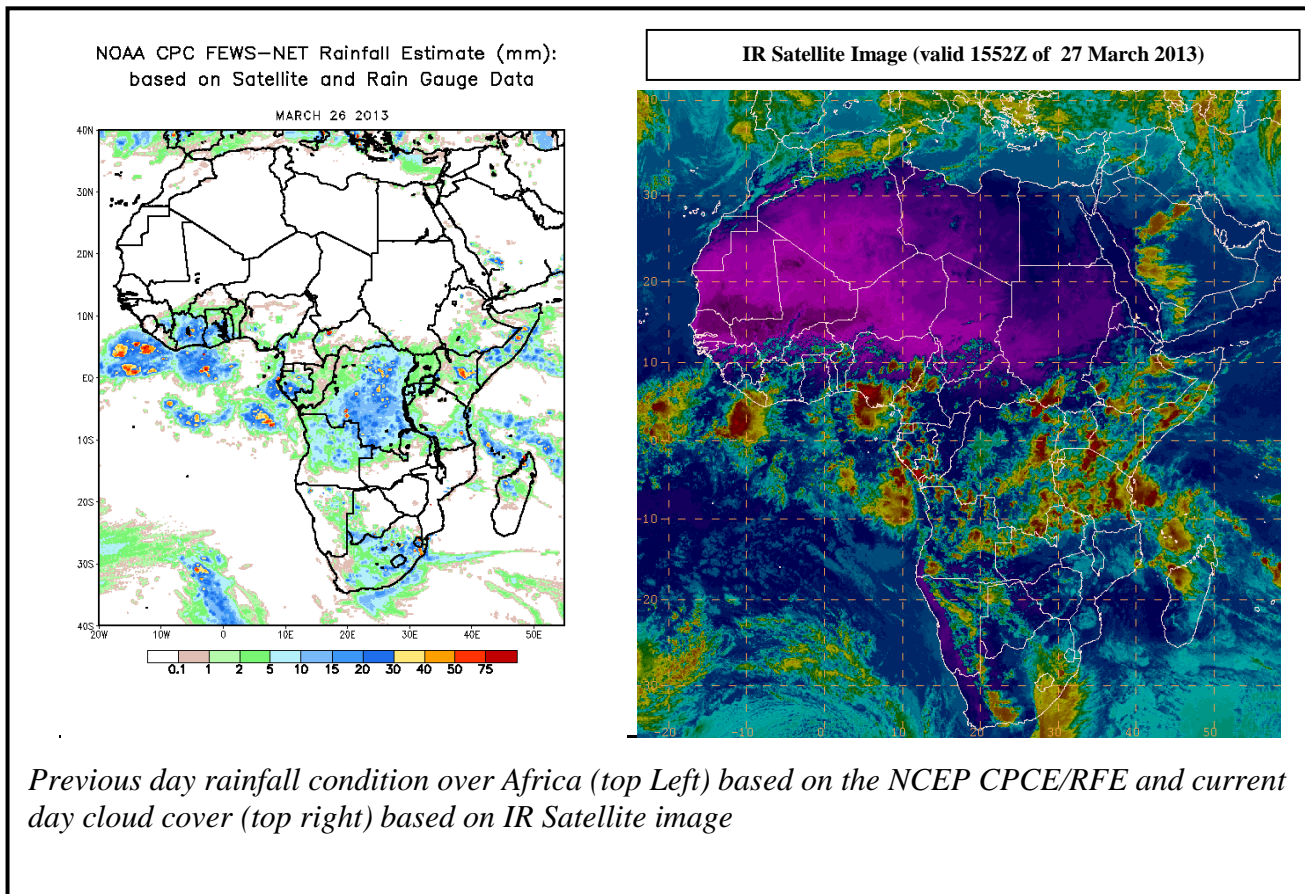 NOAA CPC FEWS-NET Rainfall Estimate (mm):
based on Satellite and Rain Gauge Data
MARCH 26 2013
40N
30N
20N
10N
EQ
10S
20S
30S
40S
20W 10W 0 10E 20E 30E 40E 50E
0.1 1 2 5 10 15 20 30 40 50 75
IR Satellite Image (valid 1552Z of 27 March 2013)
30
20
10
0
-10
-20
-30
-20 -10 0 10 20 30 40 50
Previous day rainfall condition over Africa (top Left) based on the NCEP CPCE/RFE and current
day cloud cover (top right) based on IR Satellite image